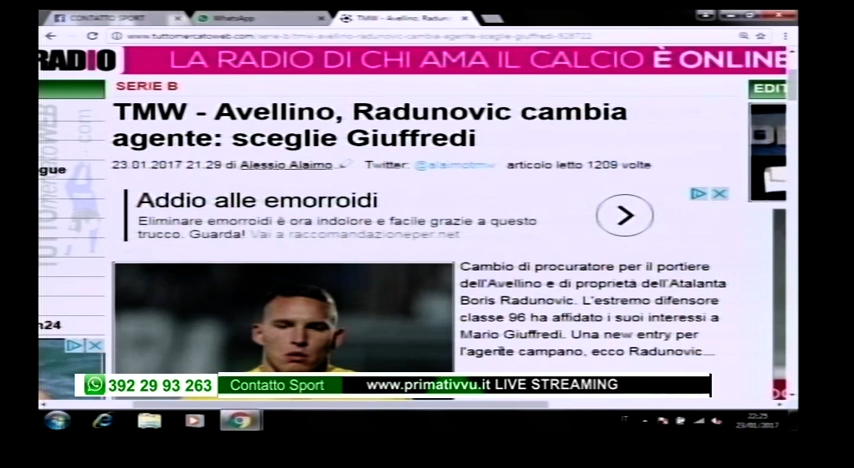 CONTATTO SPORT
WhatsApp
TMW - Avellino, Radun
www.tuttomercatoweb.com/serie-b/tmw-avellino-radunovic-cambia-agente-sceglie-giuffredi-
RADIO
LA RADIO DI CHI AMA IL CALCIO È ONLINE
SERIE B
EDIT
TMW - Avellino, Radunovic cambia
agente: sceglie Giuffredi
23.01.2017 21.29 di Alessio Alaimo
Twitter: @alaimotmw
articolo letto 1209 volte
gue
Addio alle emorroidi
Eliminare emorroidi è ora indolore e facile grazie a questo
trucco. Guarda! Vai a raccomandazioneper.net
Cambio di procuratore per il portiere
dell'Avellino e di proprietà dell'Atalanta
Boris Radunovic. L'estremo difensore
classe 96 ha affidato i suoi interessi a
Mario Giuffredi. Una new entry per
l'agente campano, ecco Radunovic...
n24
392 29 93 263
Contatto Sport
www.primativvu.it LIVE STREAMING
IT
22:25
23/01/2017